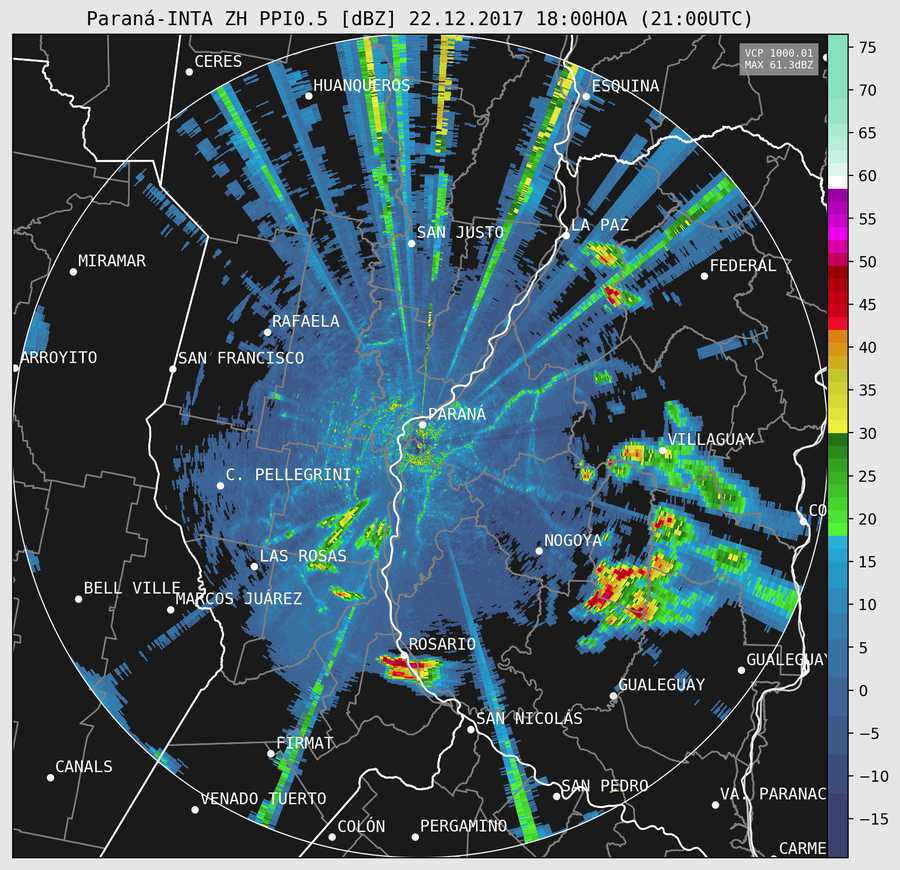 Paraná-INTA ZH PPI0.5 [dBZ] 22.12.2017 18:00HOA (21:00UTC)
VCP 1000.01
MAX 61.3dBZ
CERES
HUANQUEROS
ESQUINA
SAN JUSTO
LA PAZ
MIRAMAR
FEDERAL
RAFAELA
ARROYITO
SAN FRANCISCO
PARANÁ
VILLAGUAY
C. PELLEGRINI
CO
NOGOYA
LAS ROSAS
BELL VILLE
MARCOS JUÁREZ
ROSARIO
GUALEGUAY
GUALEGUAY
SAN NICOLÁS
FIRMAT
CANALS
SAN PEDRO
VENADO TUERTO
VA. PARANAC
COLÓN
PERGAMINO
CARME
75
70
65
60
55
50
45
40
35
30
25
20
15
10
5
0
−5
−10
−15